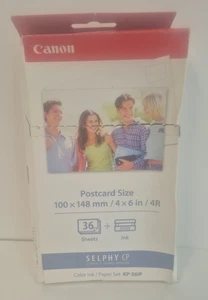 Canon
Postcard Size
100 x 148 mm / 4 x 6 in / 4R
36
Sheets
+
Ink
SELPHY CP
Color Ink / Paper Set KP-36IP